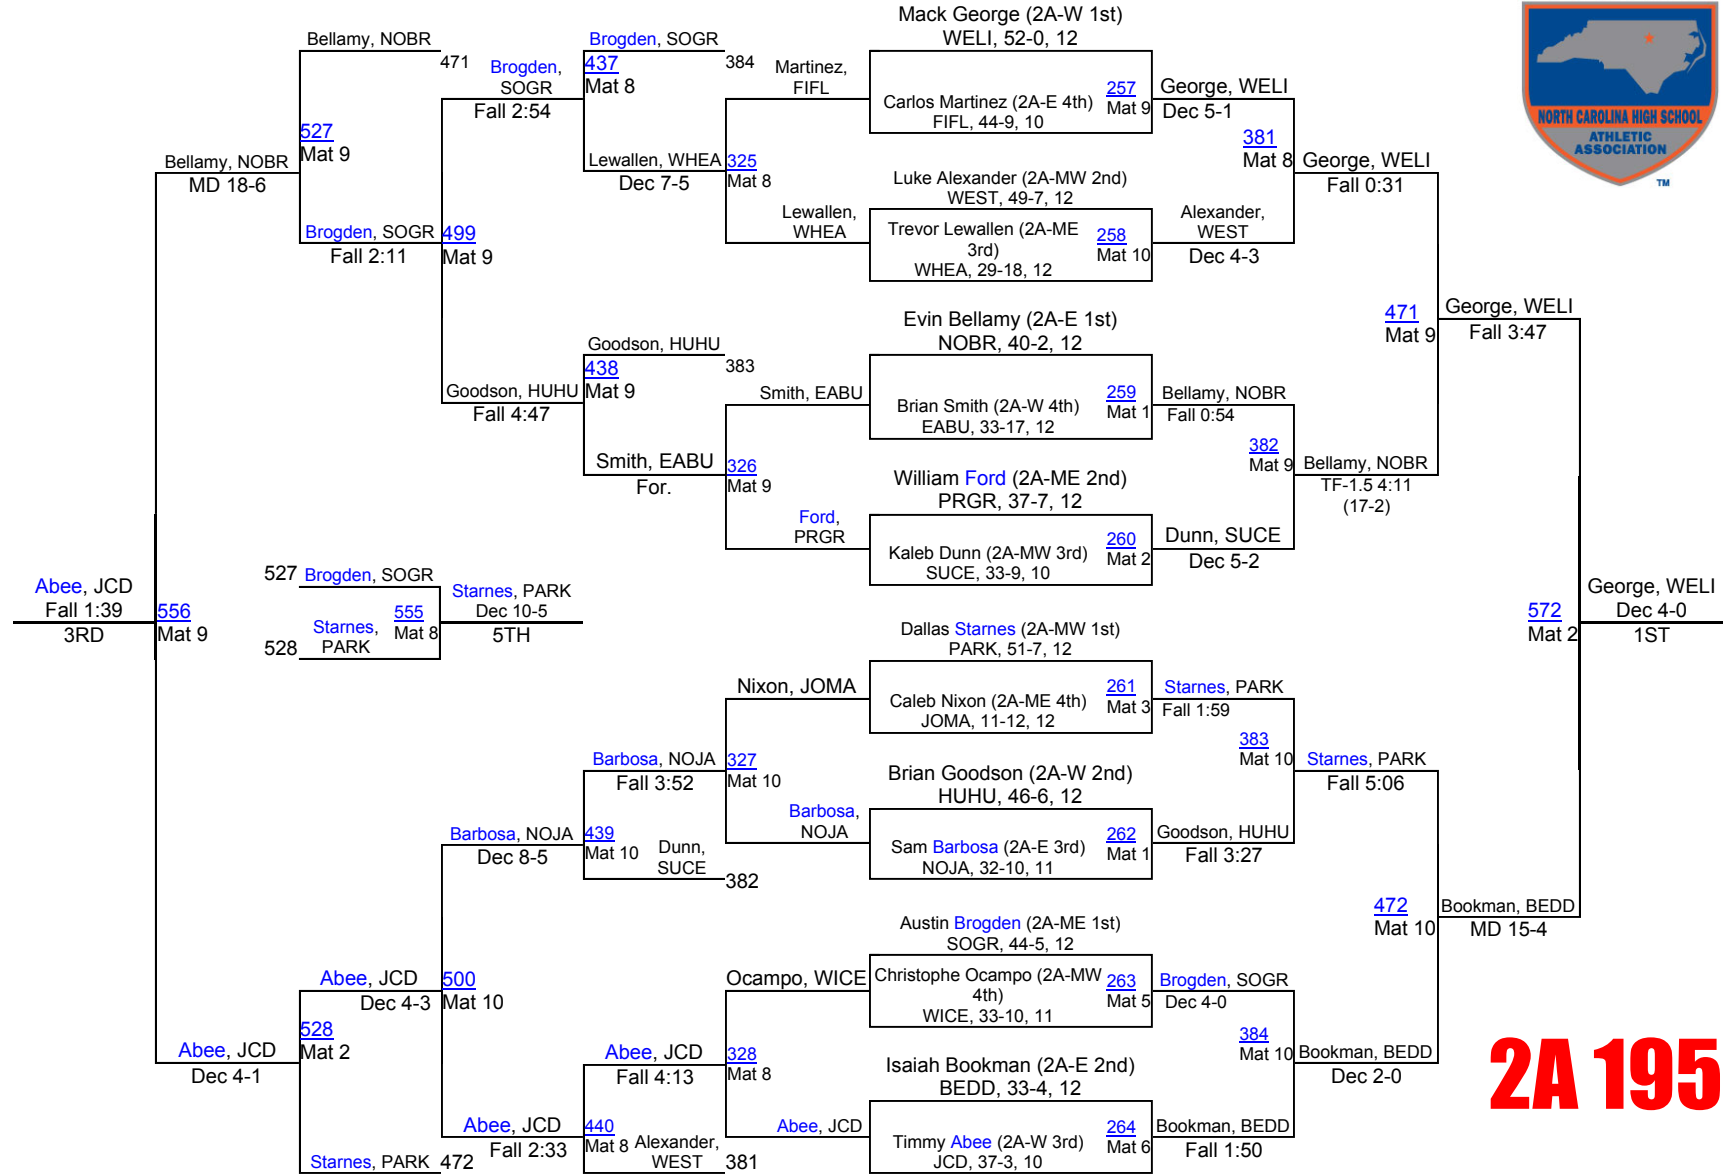 Mack George (2A-W 1st)
WELI, 52-0, 12
Bellamy, NOBR
471
Brogden,
SOGR
Fall 2:54
Brogden, SOGR
437
Mat 8
384
Martinez,
FIFL
Carlos Martinez (2A-E 4th)
FIFL, 44-9, 10
257
Mat 9
George, WELI
Dec 5-1
NORTH CAROLINA HIGH SCHOOL
ATHLETIC
ASSOCIATION
TM
527
Mat 9
Bellamy, NOBR
MD 18-6
Lewallen, WHEA
Dec 7-5
325
Mat 8
381
Mat 8
George, WELI
Fall 0:31
Luke Alexander (2A-MW 2nd)
WEST, 49-7, 12
Lewallen,
WHEA
Trevor Lewallen (2A-ME
3rd)
WHEA, 29-18, 12
258
Mat 10
Alexander,
WEST
Dec 4-3
Brogden, SOGR
Fall 2:11
499
Mat 9
Evin Bellamy (2A-E 1st)
NOBR, 40-2, 12
471
Mat 9
George, WELI
Fall 3:47
Goodson, HUHU
438
Mat 9
383
Goodson, HUHU
Fall 4:47
Smith, EABU
Brian Smith (2A-W 4th)
EABU, 33-17, 12
259
Mat 1
Bellamy, NOBR
Fall 0:54
382
Mat 9
Bellamy, NOBR
TF-1.5 4:11
(17-2)
Smith, EABU
For.
326
Mat 9
William Ford (2A-ME 2nd)
PRGR, 37-7, 12
Ford,
PRGR
Kaleb Dunn (2A-MW 3rd)
SUCE, 33-9, 10
260
Mat 2
Dunn, SUCE
Dec 5-2
Abee, JCD
Fall 1:39
3RD
556
Mat 9
527
Brogden, SOGR
528
Starnes,
PARK
555
Mat 8
Starnes, PARK
Dec 10-5
5TH
572
Mat 2
George, WELI
Dec 4-0
1ST
Dallas Starnes (2A-MW 1st)
PARK, 51-7, 12
Nixon, JOMA
Caleb Nixon (2A-ME 4th)
JOMA, 11-12, 12
261
Mat 3
Starnes, PARK
Fall 1:59
383
Mat 10
Starnes, PARK
Fall 5:06
Barbosa, NOJA
Fall 3:52
327
Mat 10
Brian Goodson (2A-W 2nd)
HUHU, 46-6, 12
Barbosa,
NOJA
Sam Barbosa (2A-E 3rd)
NOJA, 32-10, 11
262
Mat 1
Goodson, HUHU
Fall 3:27
Barbosa, NOJA
Dec 8-5
439
Mat 10
Dunn,
SUCE
382
472
Mat 10
Bookman, BEDD
MD 15-4
Austin Brogden (2A-ME 1st)
SOGR, 44-5, 12
Ocampo, WICE
Christophe Ocampo (2A-MW
4th)
WICE, 33-10, 11
263
Mat 5
Brogden, SOGR
Dec 4-0
384
Mat 10
Bookman, BEDD
Dec 2-0
Abee, JCD
Dec 4-3
500
Mat 10
528
Mat 2
Abee, JCD
Dec 4-1
Abee, JCD
Fall 4:13
328
Mat 8
Isaiah Bookman (2A-E 2nd)
BEDD, 33-4, 12
Abee, JCD
Timmy Abee (2A-W 3rd)
JCD, 37-3, 10
264
Mat 6
Bookman, BEDD
Fall 1:50
Abee, JCD
Fall 2:33
440
Mat 8
Alexander,
WEST
381
Starnes, PARK
472
2A 195